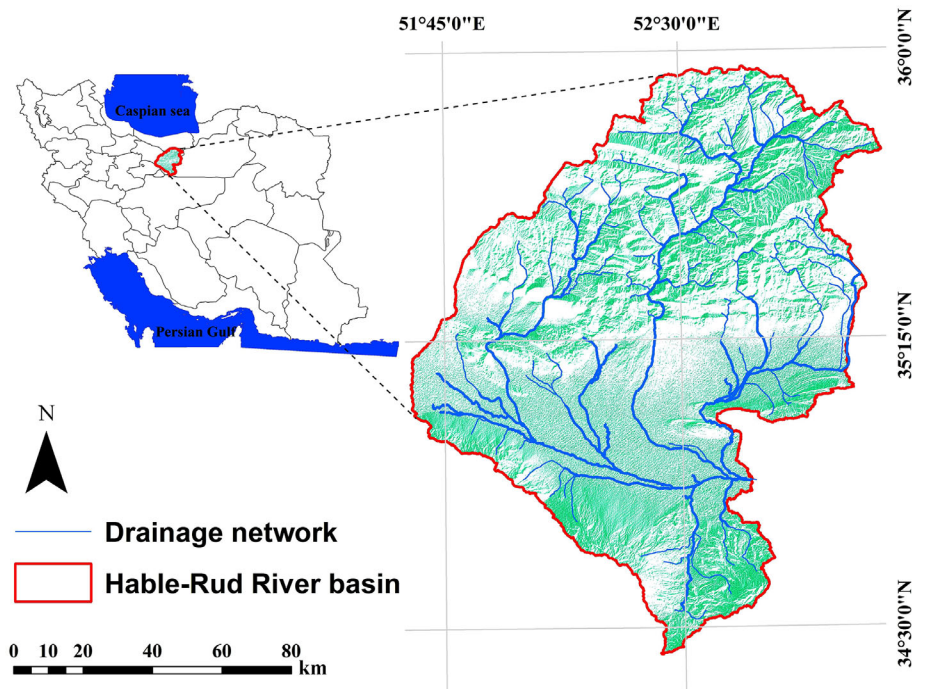 51°45'0"E
52°30'0"E
36°0'0"N
Caspian sea
Persian Gulf
35°15'0"N
N
Drainage network
Hable-Rud River basin
34°30'0"N
0 10 20 40 60 80
km